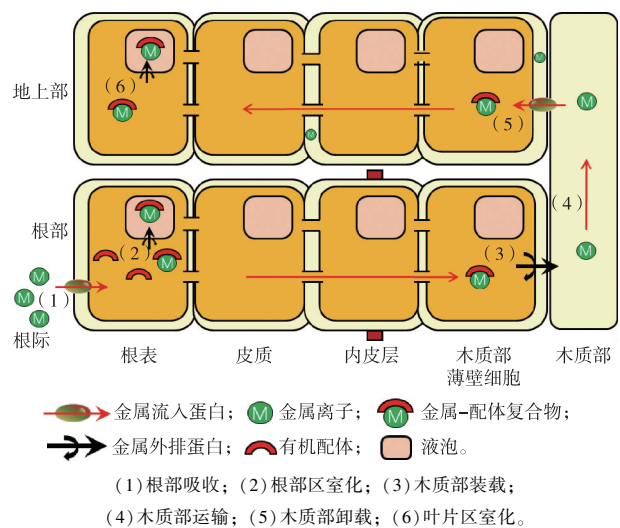 地上部
(6)
M
M
M
M
(5)
M
M
(4)
根部
M
(2)
M
(3)
M
M
M
(1)
M
M
根际
根表
皮质
内皮层
木质部
薄壁细胞
木质部
金属流入蛋白; M 金属离子; M 金属-配体复合物;
金属外排蛋白; 有机配体; 液泡。
(1)根部吸收; (2)根部区室化; (3)木质部装载;
(4)木质部运输; (5)木质部卸载; (6)叶片区室化。